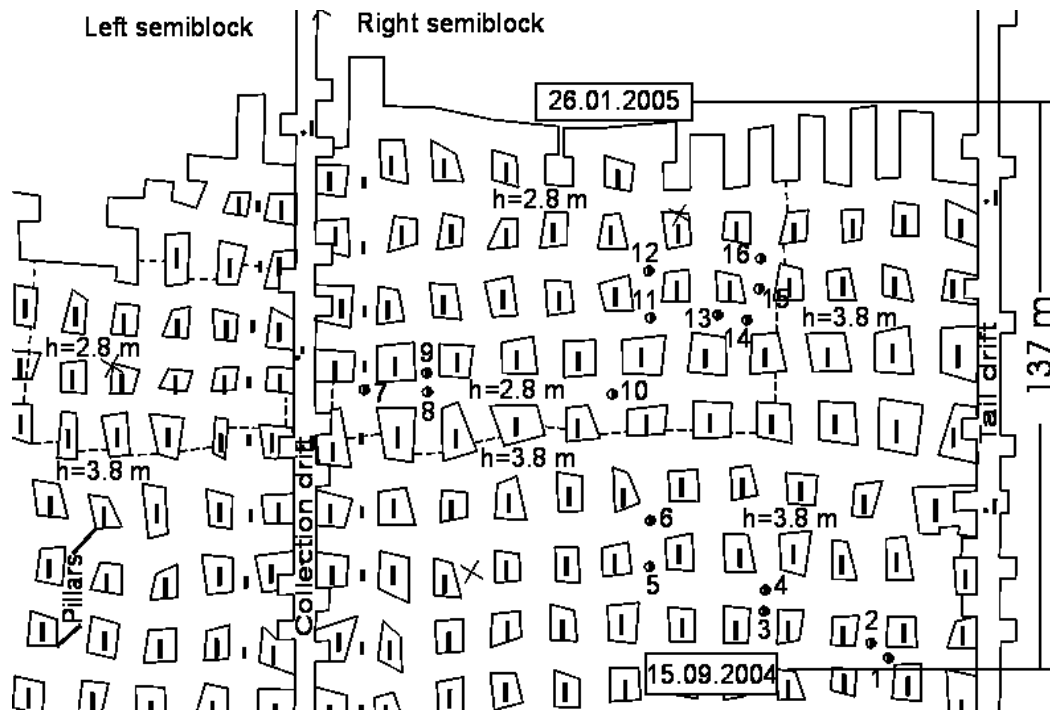 Left semiblock
Right semiblock
26.01.2005
h=2.8 m
12
16
11
15
13
14
h=3.8 m
h=2.8 m
9
7
h=2.8 m
10
8
Tail drift
137 m
h=3.8 m
h=3.8 m
Collection drift
h=3.8 m
6
Pillars
5
4
3
2
1
15.09.2004